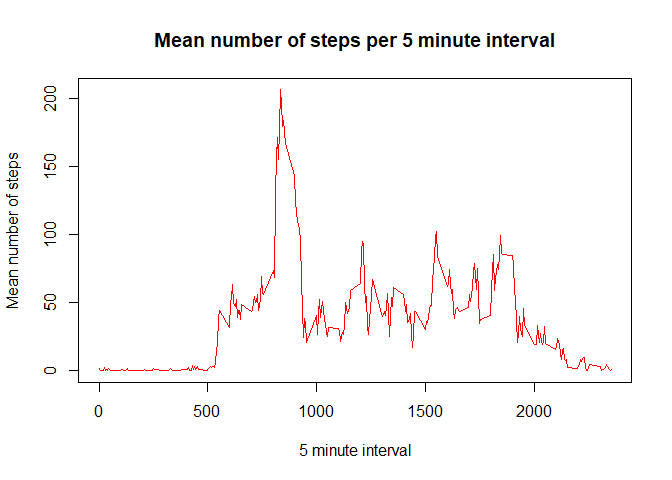 Mean number of steps per 5 minute interval
Mean number of steps
200
150
100
50
0
0 500 1000 1500 2000
5 minute interval